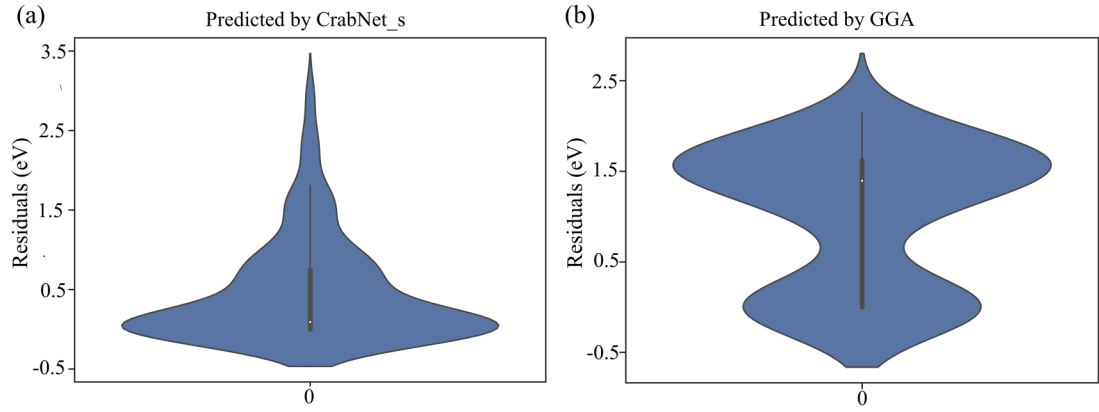 (a)
Predicted by CrabNet_s
Residuals (eV)
3.5
2.5
1.5
0.5
-0.5
0
(b)
Predicted by GGA
Residuals (eV)
2.5
1.5
0.5
-0.5
0